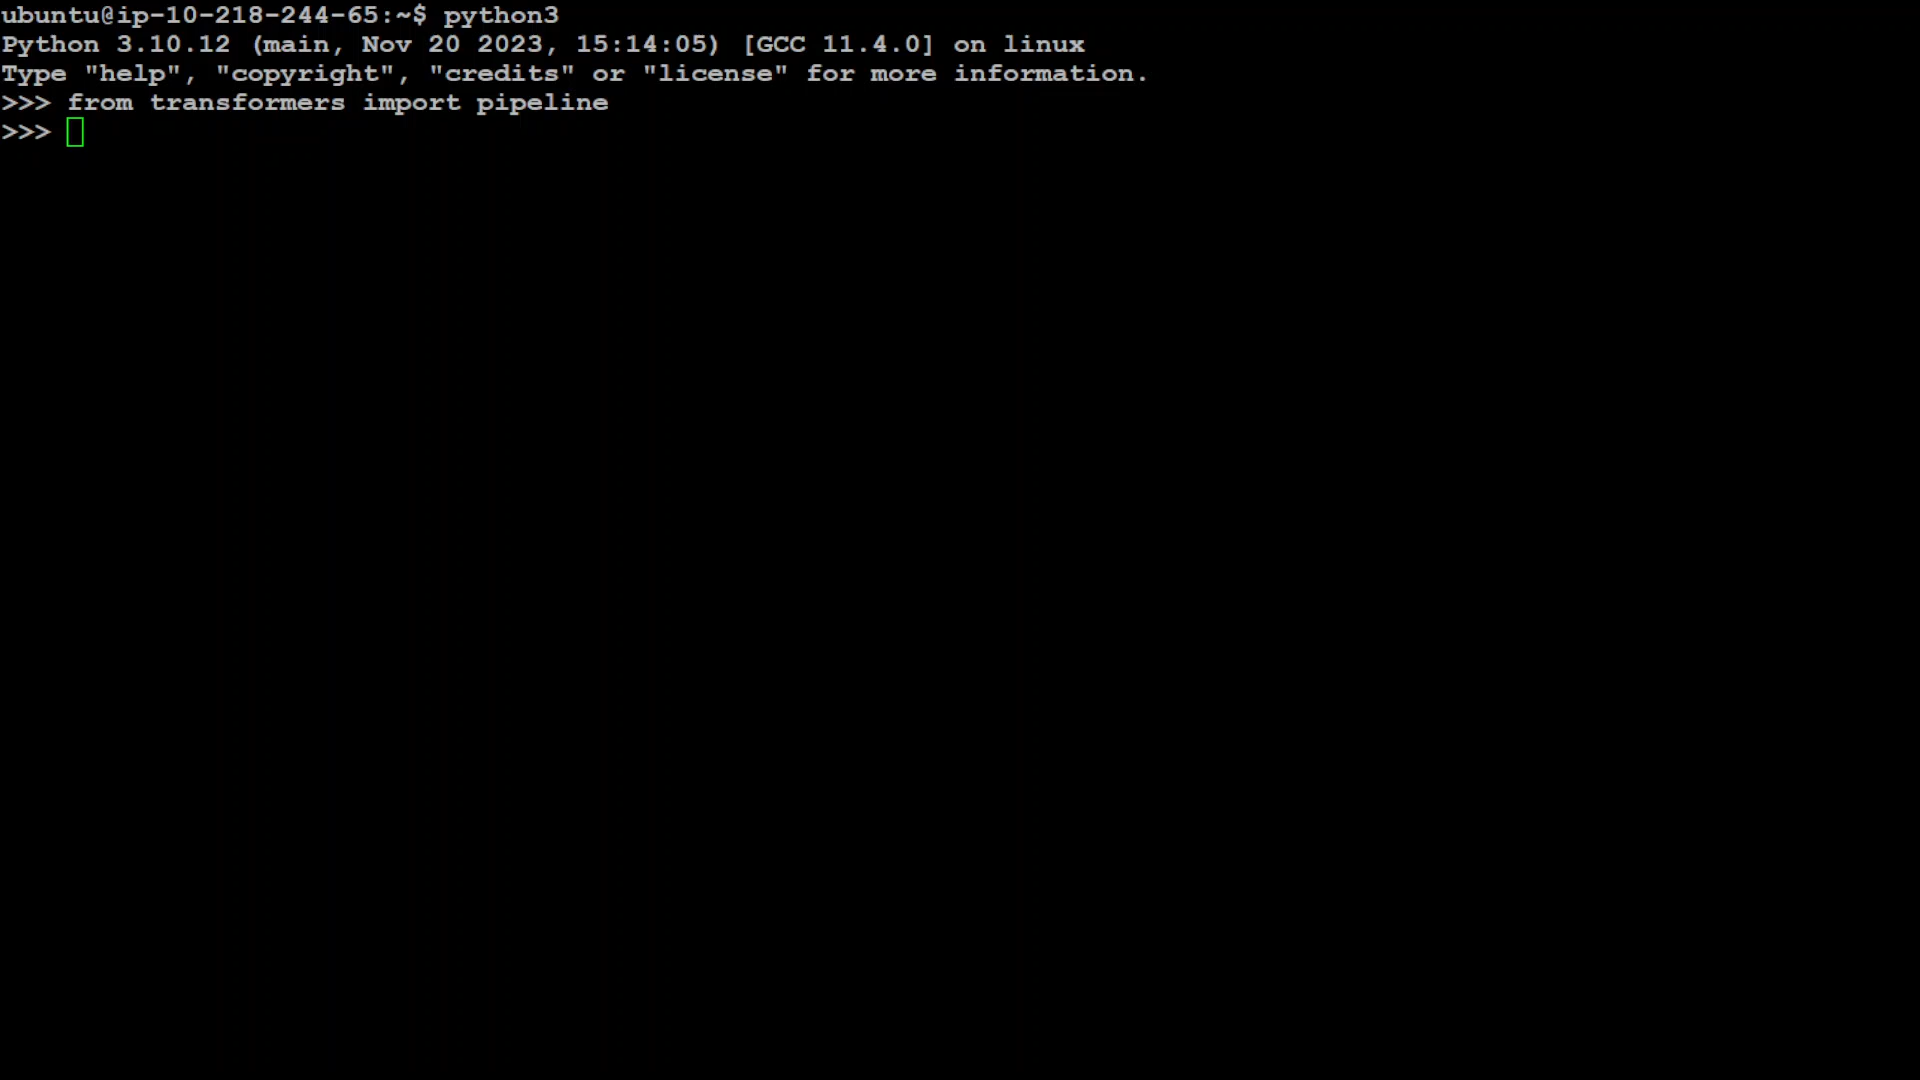 ubuntu@ip-10-218-244-65:~$ python3
Python 3.10.12 (main, Nov 20 2023, 15:14:05) [GCC 11.4.0] on linux
Type "help", "copyright", "credits" or "license" for more information.
>>> from transformers import pipeline
>>>